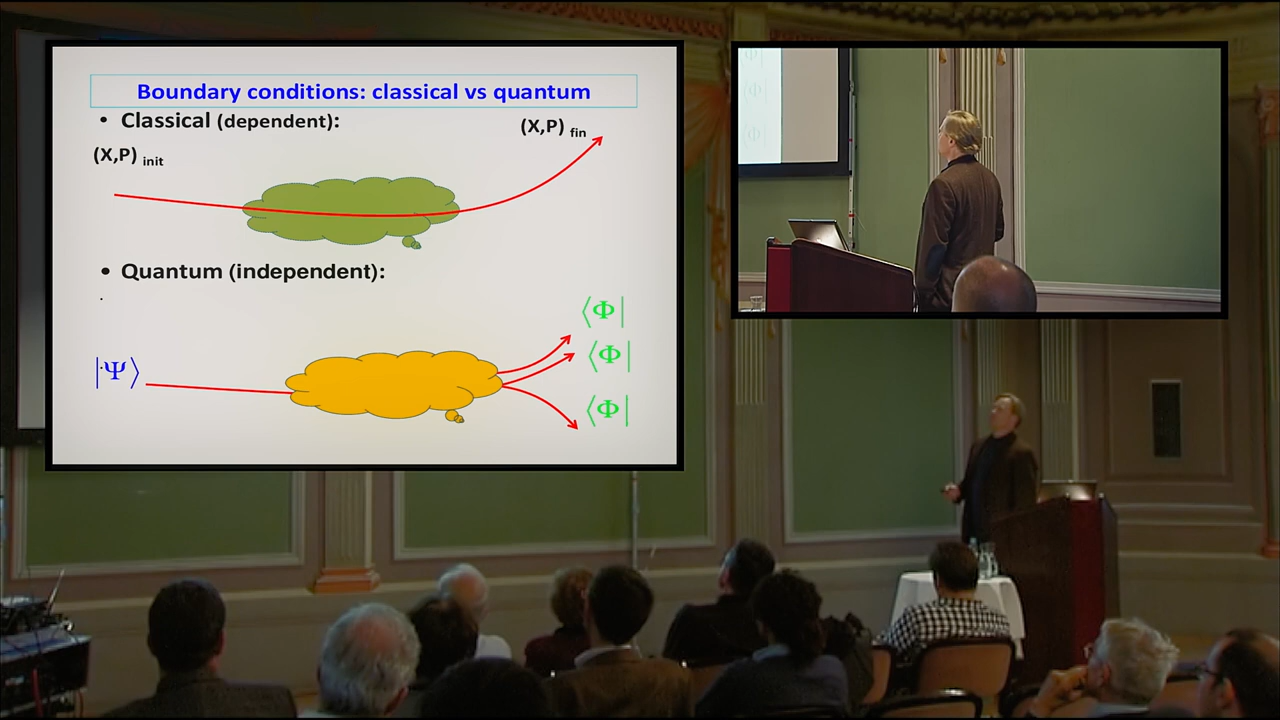 Boundary conditions: classical vs quantum
• Classical (dependent):
(X,P) fin
(X,P) init
• Quantum (independent):
⟨Φ|
⟨Φ|
|Ψ⟩
⟨Φ|